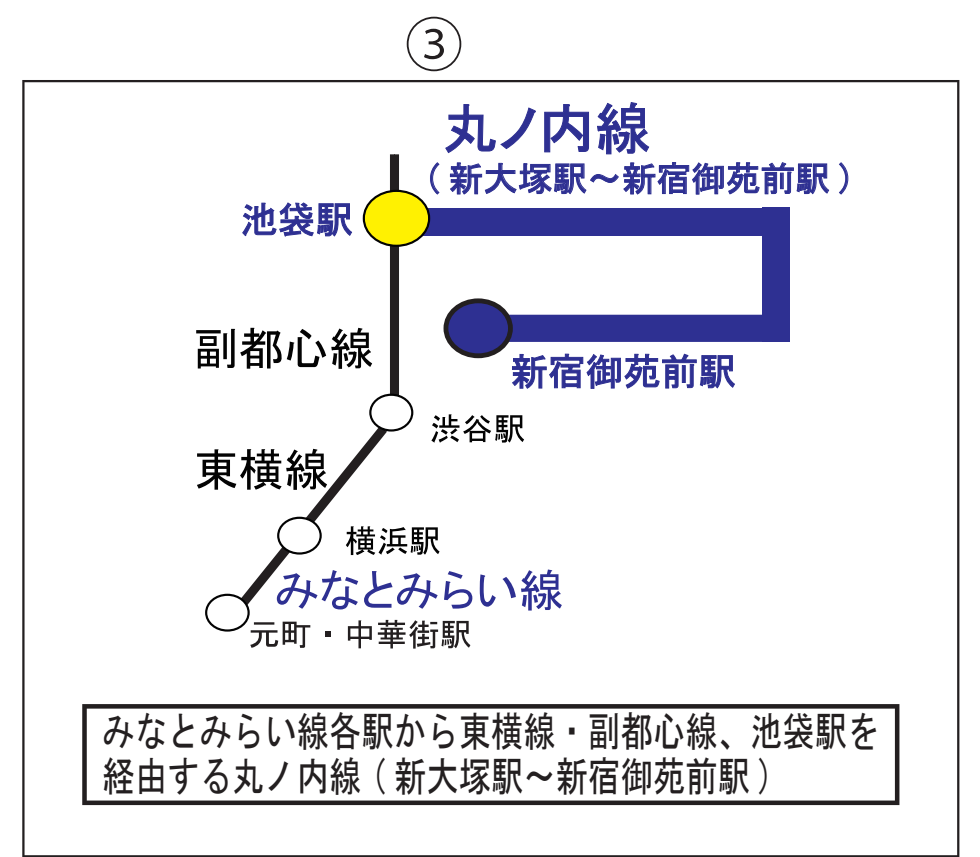 ③
丸ノ内線
（新大塚駅～新宿御苑前駅）
池袋駅
副都心線
新宿御苑前駅
渋谷駅
東横線
横浜駅
みなとみらい線
元町・中華街駅
みなとみらい線各駅から東横線・副都心線、池袋駅を
経由する丸ノ内線（新大塚駅～新宿御苑前駅）